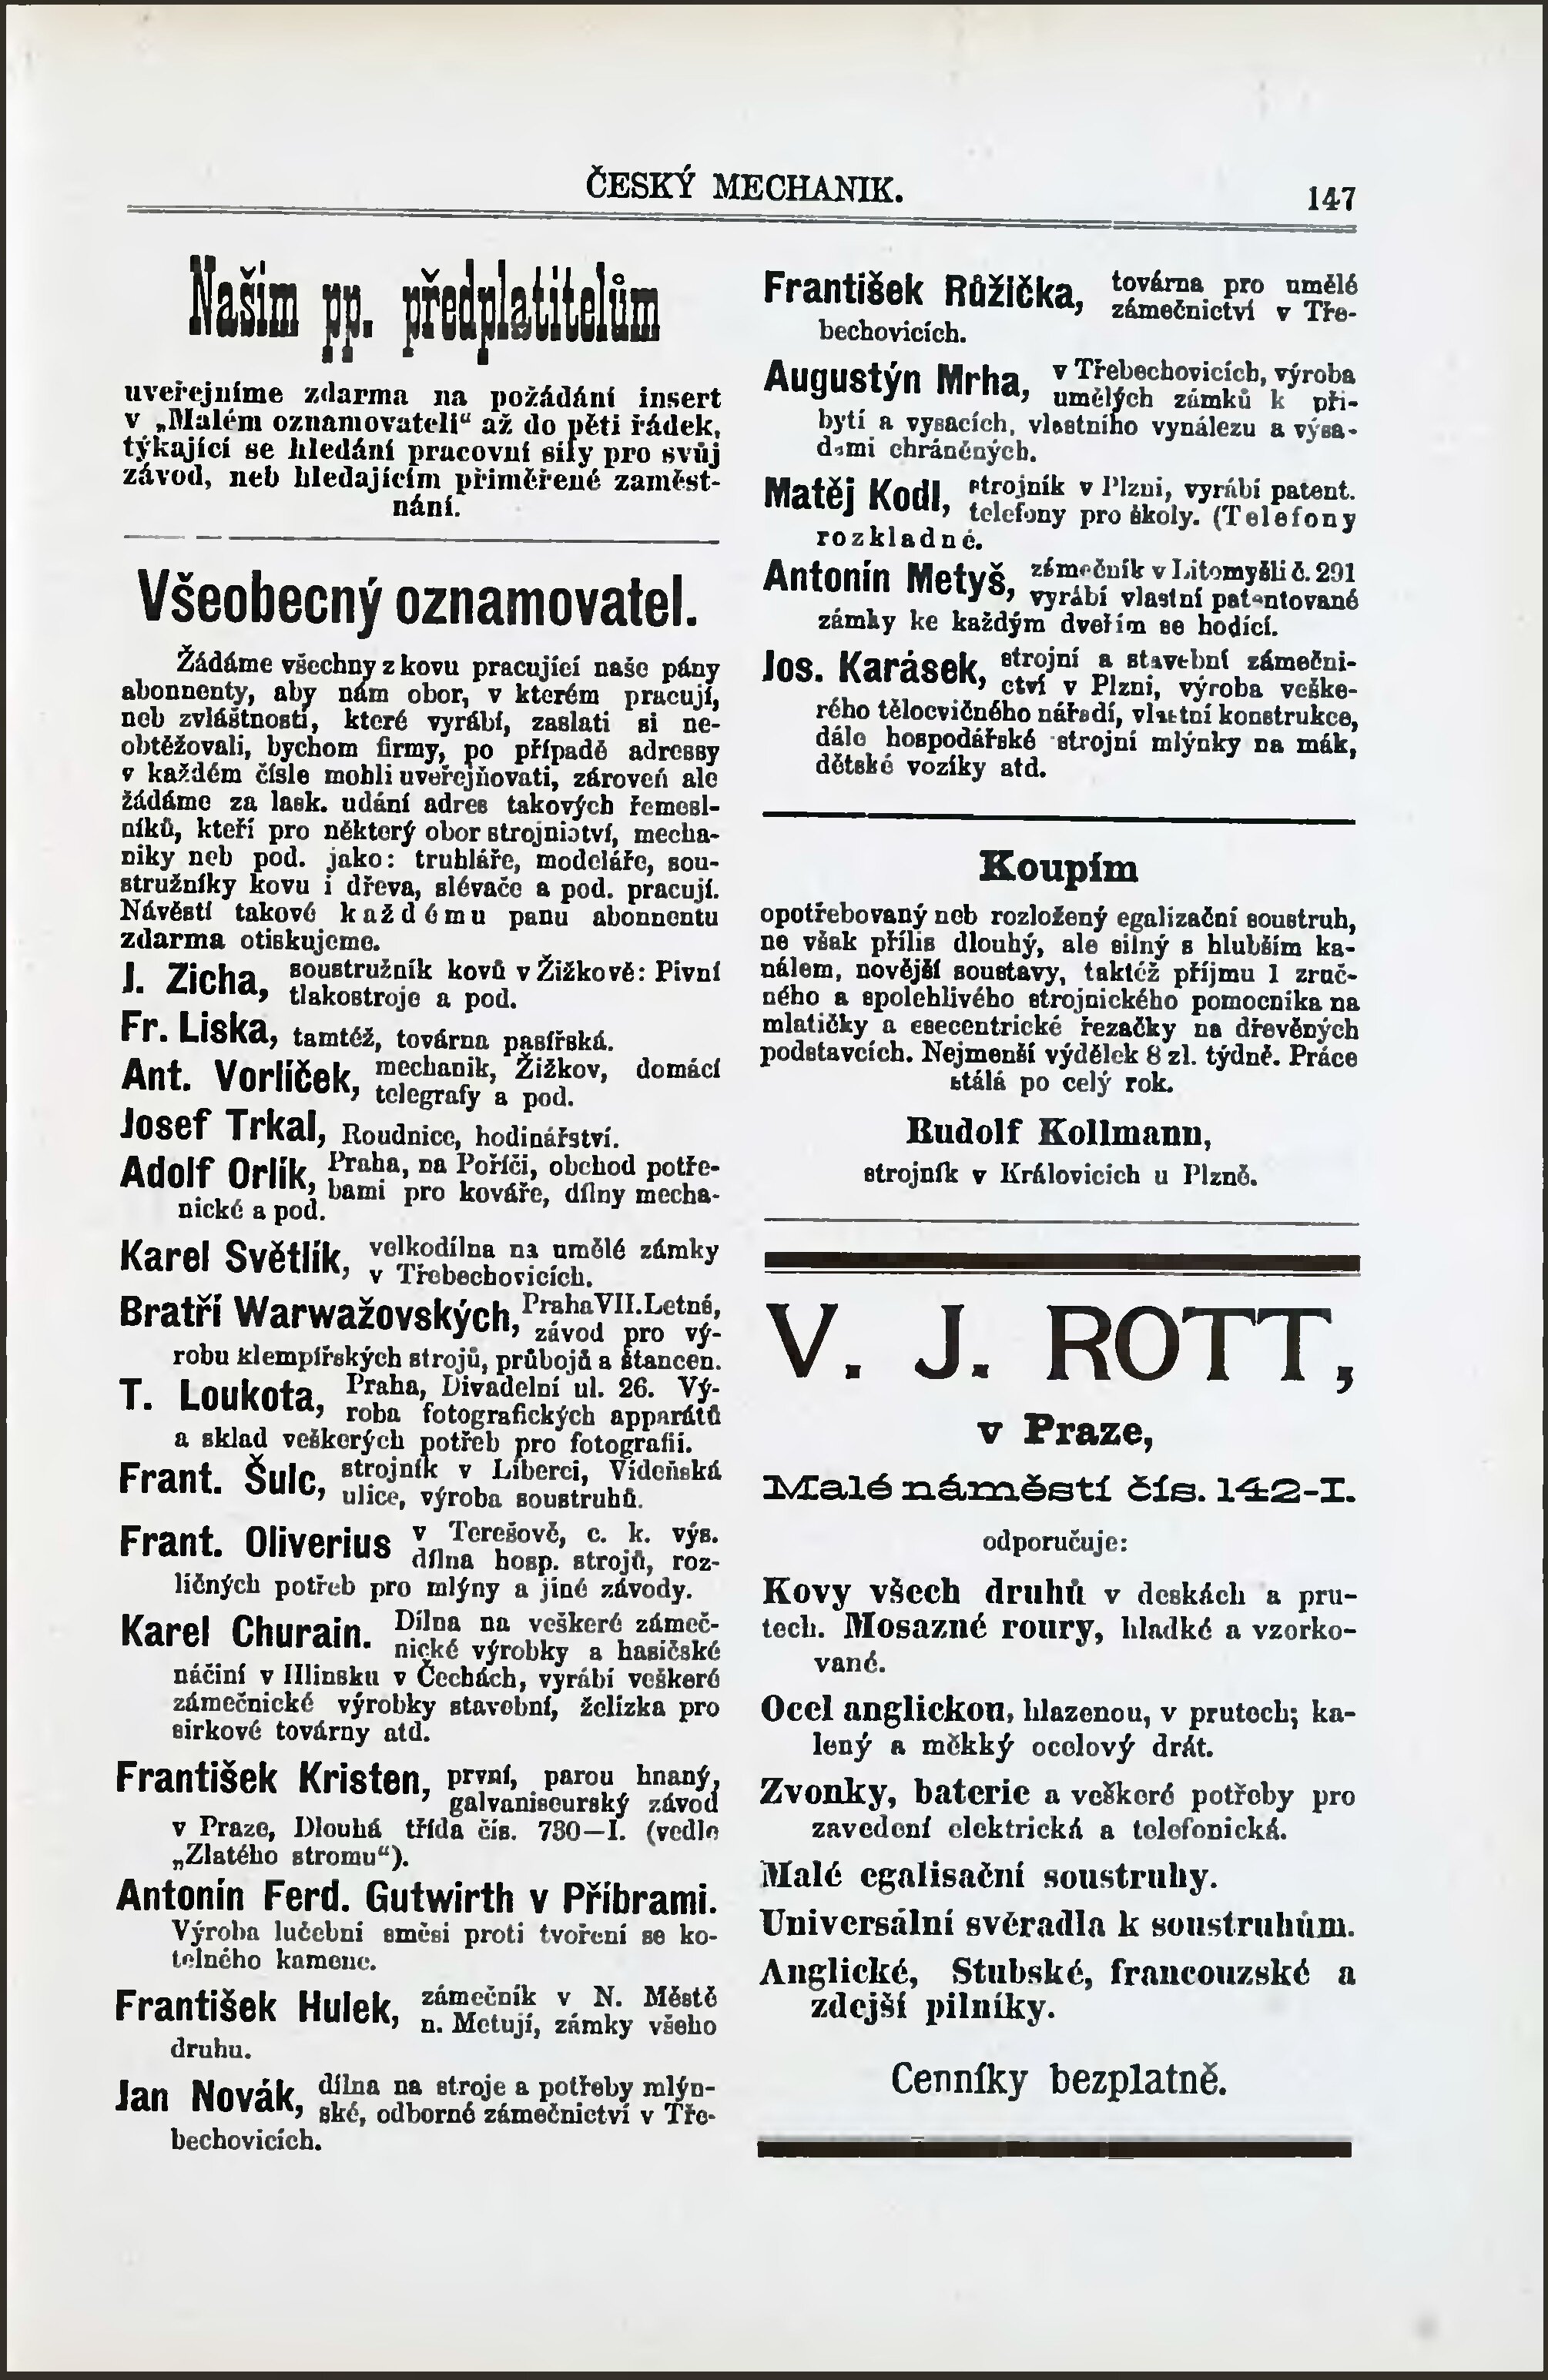 ČESKÝ MECHANIK.
147
Našim pp. předplatitelům
uveřejníme zdarma na požádání insert
v „Malém oznamovateli“ až do pěti řádek,
týkající se hledání pracovní síly pro svůj
závod, neb hledajícím přiměřené zaměst-
nání.
Všeobecný oznamovatel.
Žádáme všechny z kovu pracující naše pány
abonnenty, aby nám obor, v kterém pracují,
neb zvláštnosti, které vyrábí, zaslati si ne-
obtěžovali, bychom firmy, po případě adressy
v každém čísle mohli uveřejňovati, zároveň ale
žádáme za lask. udání adres takových řemesl-
níků, kteří pro některý obor strojnictví, mecha-
niky neb pod. jako: truhláře, modeláře, sou-
stružníky kovu i dřeva, slévače a pod. pracují.
Návěstí takové každému panu abonnentu
zdarma otiskujeme.
J. Zicha, soustružník kovů v Žižkově: Pivní
tlakostroje a pod.
Fr. Liska, tamtéž, továrna pasířská.
Ant. Vorlíček, mechanik, Žižkov, domácí
telegrafy a pod.
Josef Trkal, Roudnice, hodinářství.
Adolf Orlík, Praha, na Poříčí, obchod potře-
bami pro kováře, dílny mecha-
nické a pod.
Karel Světlík, velkodílna na umělé zámky
v Třebechovicích.
Bratří Warwažovských, Praha VII. Letná,
závod pro vý-
robu klempířských strojů, průbojů a štancen.
T. Loukota, Praha, Divadelní ul. 26. Vý-
roba fotografických apparátů
a sklad veškerých potřeb pro fotografii.
Frant. Šulc, strojník v Liberci, Vídeňská
ulice, výroba soustruhů.
Frant. Oliverius v Terešově, c. k. výs.
dílna hosp. strojů, roz-
ličných potřeb pro mlýny a jiné závody.
Karel Churain. Dílna na veškeré zámeč-
nické výrobky a hasičské
náčiní v Hlinsku v Čechách, vyrábí veškeré
zámečnické výrobky stavební, želízka pro
sirkové továrny atd.
František Kristen, první, parou hnaný,
galvaniseurský závod
v Praze, Dlouhá třída čís. 730—I. (vedle
„Zlatého stromu“).
Antonín Ferd. Gutwirth v Příbrami.
Výroba lučební směsi proti tvoření se ko-
telného kamene.
František Hulek, zámečník v N. Městě
n. Metují, zámky všeho
druhu.
Jan Novák, dílna na stroje a potřeby mlýn-
ské, odborné zámečnictví v Tře-
bechovicích.
František Růžička, továrna pro umělé
zámečnictví v Tře-
bechovicích.
Augustýn Mrha, v Třebechovicích, výroba
umělých zámků k při-
bytí a vysacích, vlastního vynálezu a výsa-
dami chráněných.
Matěj Kodl, strojník v Plzni, vyrábí patent.
telefony pro školy. (Telefony
rozkladné.
Antonín Metyš, zámečník v Litomyšli č. 291
vyrábí vlastní patentované
zámky ke každým dveřím se hodící.
Jos. Karásek, strojní a stavební zámečni-
ctví v Plzni, výroba veške-
rého tělocvičného nářadí, vlastní konstrukce,
dále hospodářské strojní mlýnky na mák,
dětské vozíky atd.
Koupím
opotřebovaný neb rozložený egalizační soustruh,
ne však příliš dlouhý, ale silný s hlubším ka-
nálem, novější soustavy, taktéž příjmu 1 zruč-
ného a spolehlivého strojnického pomocníka na
mlatičky a esecentrické řezačky na dřevěných
podstavcích. Nejmenší výdělek 8 zl. týdně. Práce
stálá po celý rok.
Rudolf Kollmann,
strojník v Královicích u Plzně.
V. J. ROTT,
v Praze,
Malé náměstí čís. 142-I.
odporučuje:
Kovy všech druhů v deskách a pru-
tech. Mosazné roury, hladké a vzorko-
vané.
Ocel anglickou, hlazenou, v prutech; ka-
lený a měkký ocelový drát.
Zvonky, baterie a veškeré potřeby pro
zavedení elektrická a telefonická.
Malé egalisační soustruhy.
Universální svěradla k soustruhům.
Anglické, Stubské, francouzské a
zdejší pilníky.
Cenníky bezplatně.